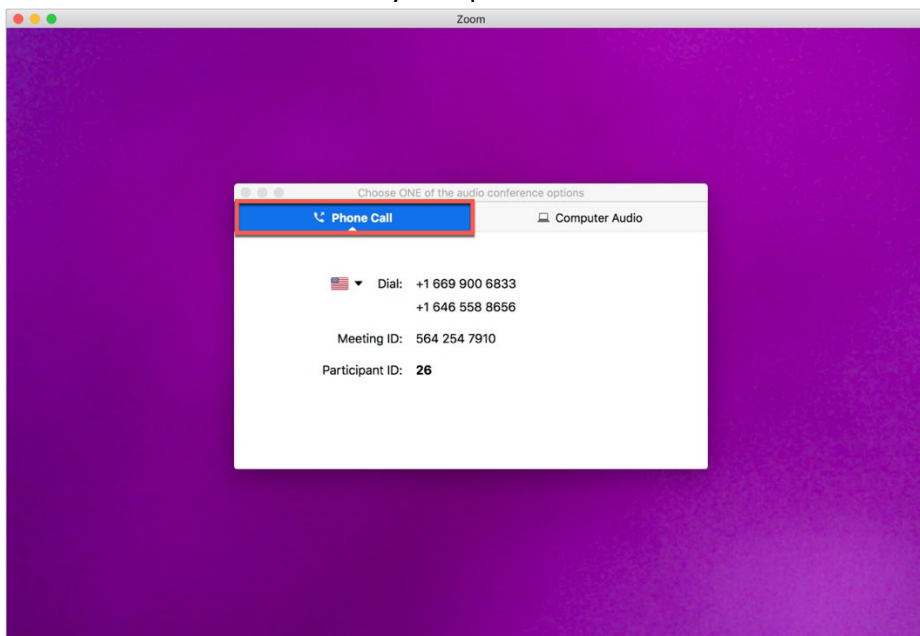 Zoom
Choose ONE of the audio conference options
Phone Call
Computer Audio
Dial: +1 669 900 6833
+1 646 558 8656
Meeting ID: 564 254 7910
Participant ID: 26